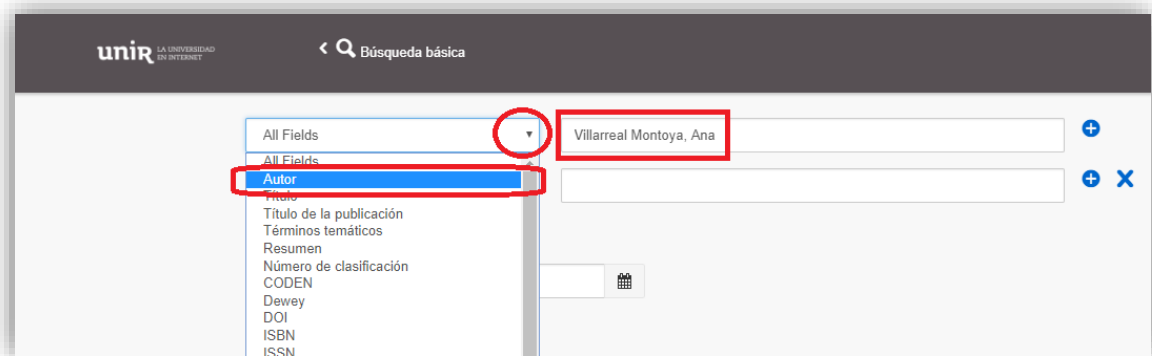 unir LA UNIVERSIDAD EN INTERNET
Búsqueda básica
All Fields
Villarreal Montoya, Ana
All Fields
Autor
Título
Título de la publicación
Términos temáticos
Resumen
Número de clasificación
CODEN
Dewey
DOI
ISBN
ISSN